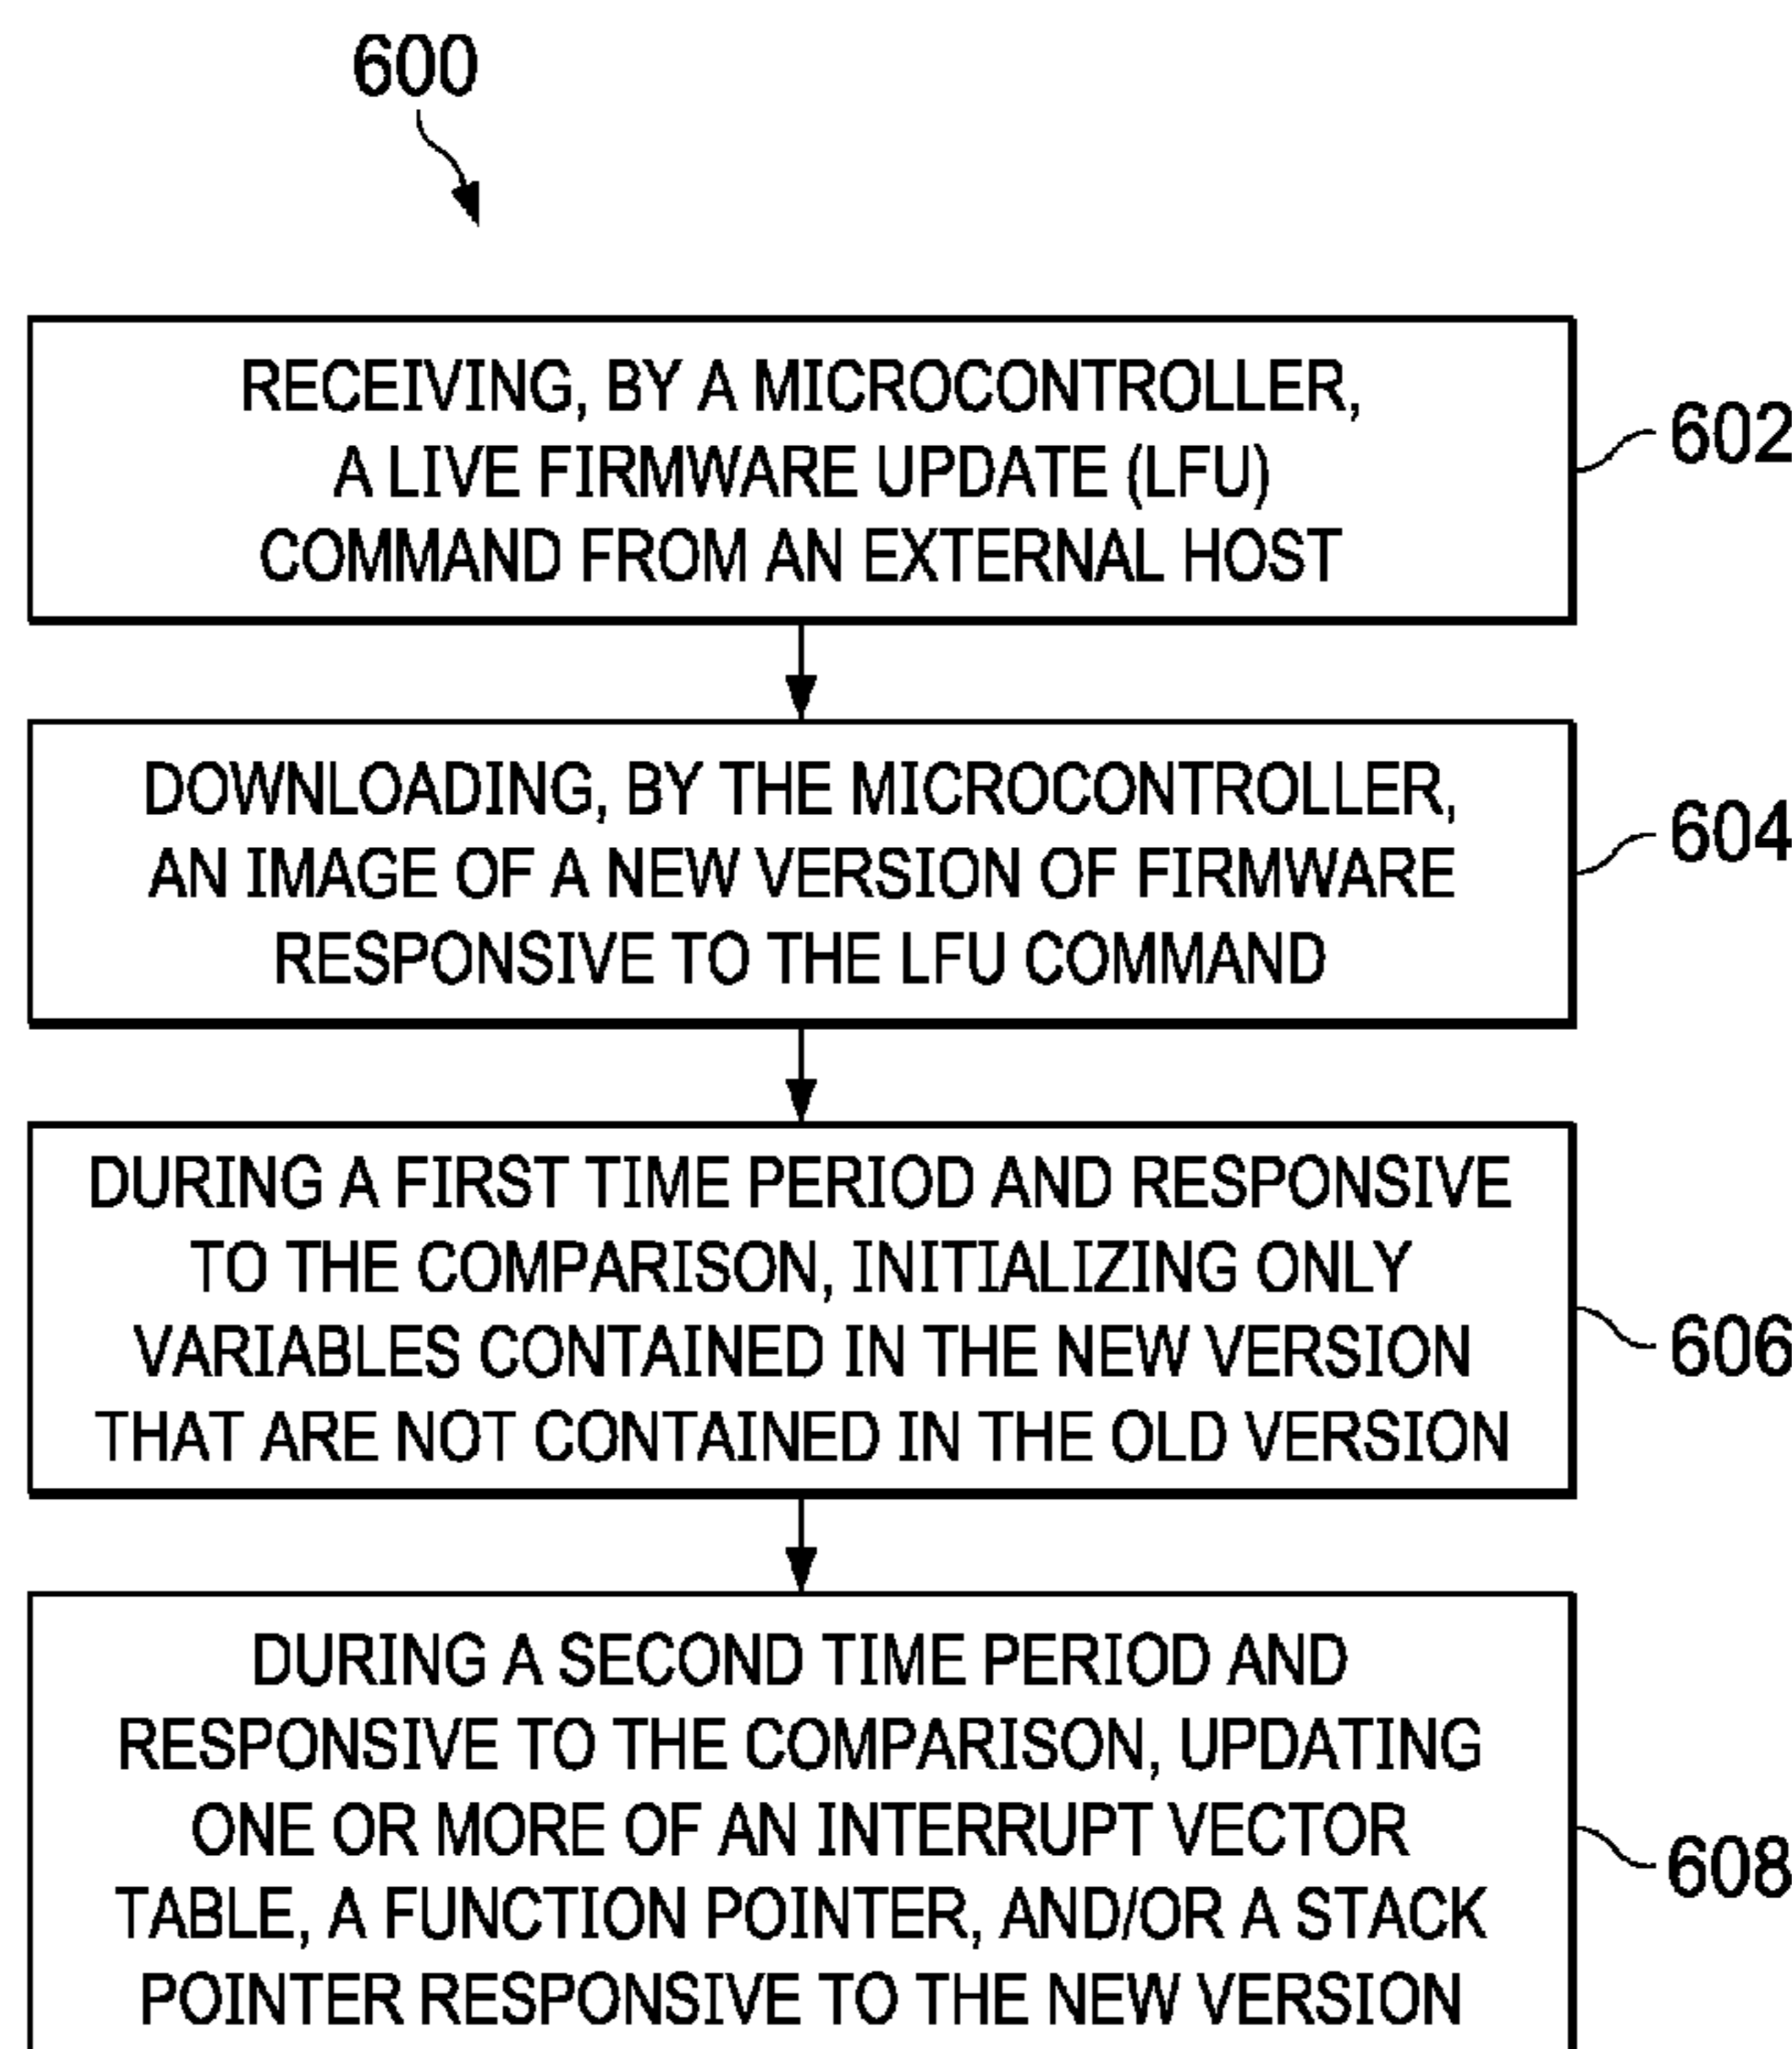 600
RECEIVING, BY A MICROCONTROLLER,
A LIVE FIRMWARE UPDATE (LFU)
COMMAND FROM AN EXTERNAL HOST
602
DOWNLOADING, BY THE MICROCONTROLLER,
AN IMAGE OF A NEW VERSION OF FIRMWARE
RESPONSIVE TO THE LFU COMMAND
604
DURING A FIRST TIME PERIOD AND RESPONSIVE
TO THE COMPARISON, INITIALIZING ONLY
VARIABLES CONTAINED IN THE NEW VERSION
THAT ARE NOT CONTAINED IN THE OLD VERSION
606
DURING A SECOND TIME PERIOD AND
RESPONSIVE TO THE COMPARISON, UPDATING
ONE OR MORE OF AN INTERRUPT VECTOR
TABLE, A FUNCTION POINTER, AND/OR A STACK
POINTER RESPONSIVE TO THE NEW VERSION
608